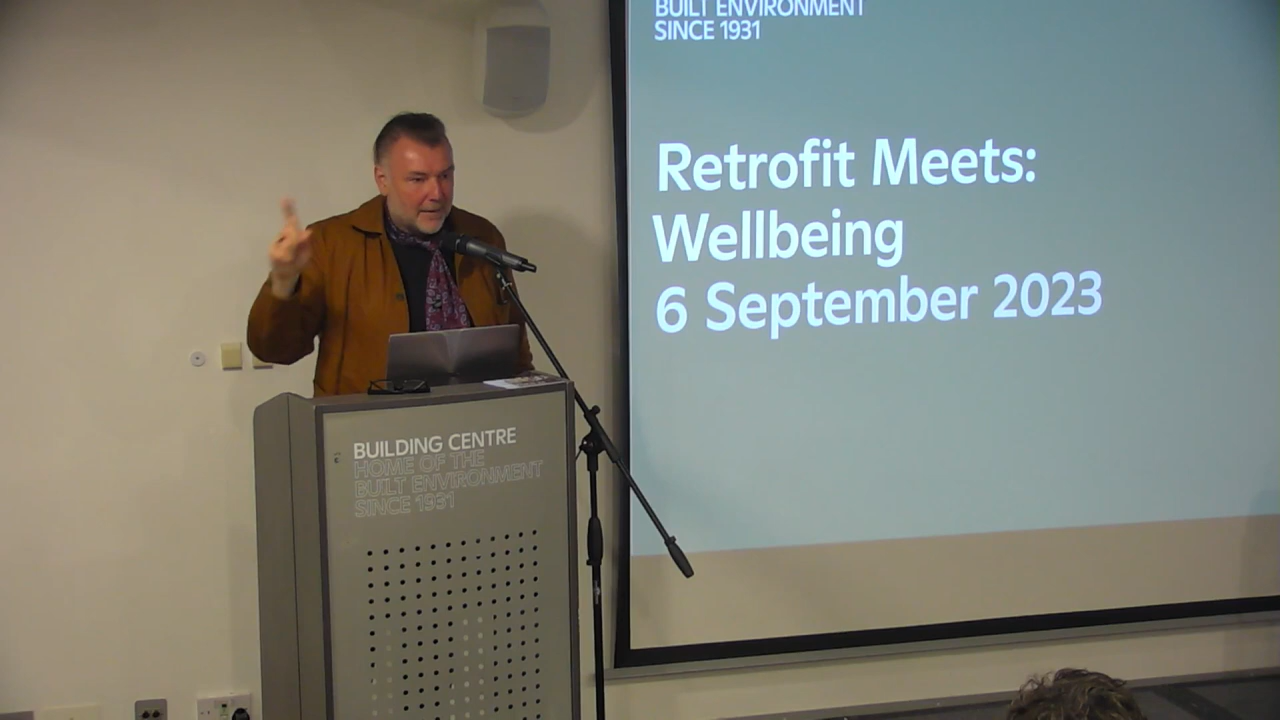 BUILT ENVIRONMENT
SINCE 1931
Retrofit Meets:
Wellbeing
6 September 2023
BUILDING CENTRE
HOME OF THE
BUILT ENVIRONMENT
SINCE 1931